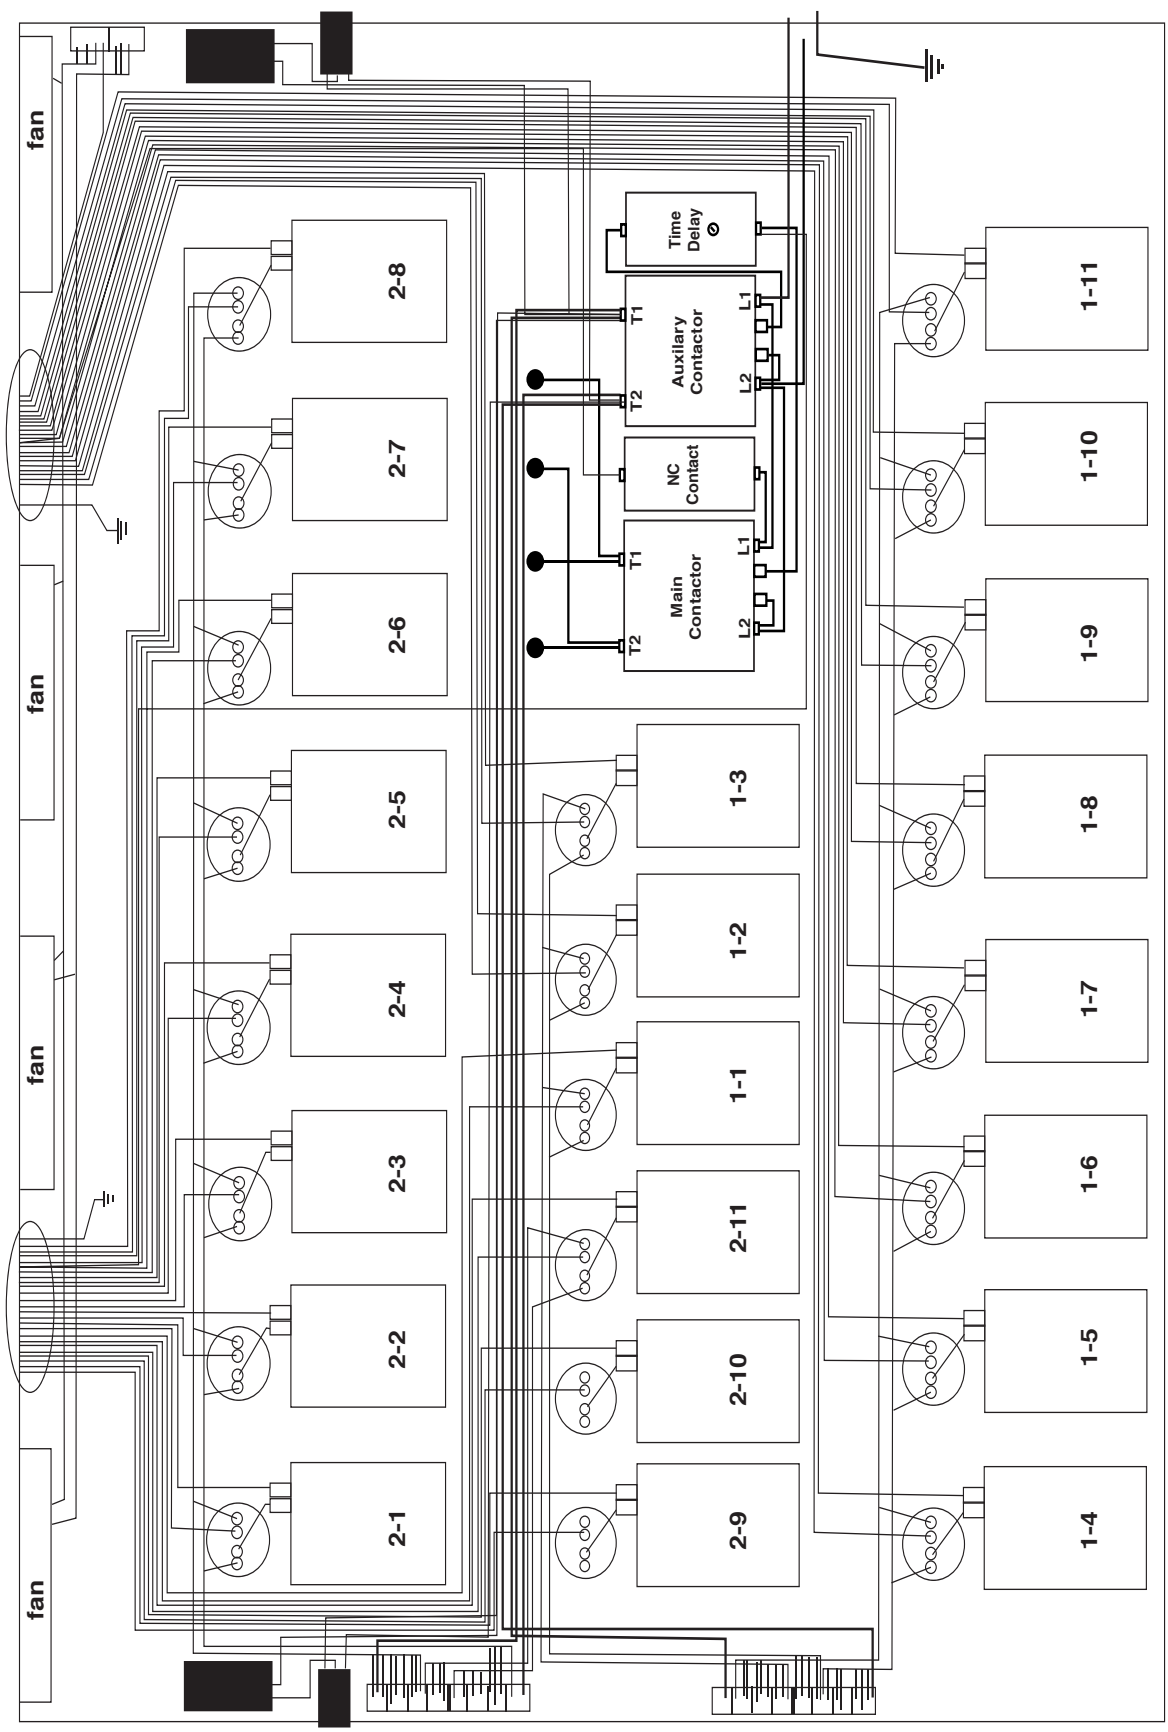 fan
fan
fan
fan
2-8
2-7
2-6
2-5
2-4
2-3
2-2
2-1
Time
Delay
T1
T2
Auxilary
Contactor
L1
L2
NC
Contact
T1
T2
Main
Contactor
L1
L2
1-3
1-2
1-1
2-11
2-10
2-9
1-11
1-10
1-9
1-8
1-7
1-6
1-5
1-4